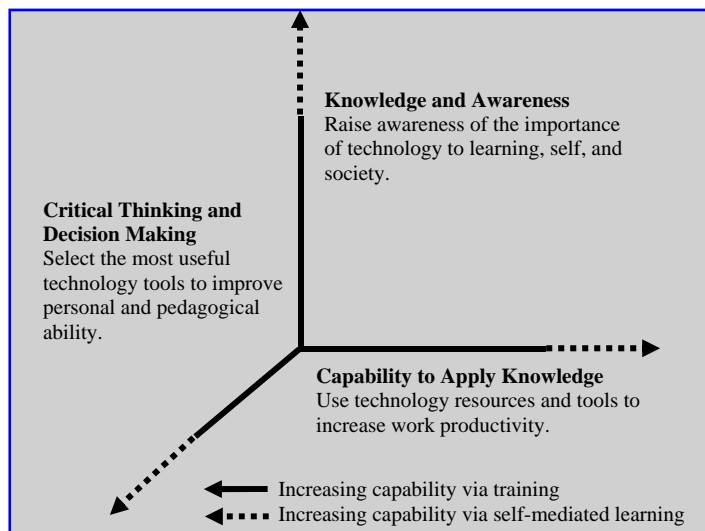 Knowledge and Awareness
Raise awareness of the importance
of technology to learning, self, and
society.
Critical Thinking and
Decision Making
Select the most useful
technology tools to improve
personal and pedagogical
ability.
Capability to Apply Knowledge
Use technology resources and tools to
increase work productivity.
Increasing capability via training
Increasing capability via self-mediated learning